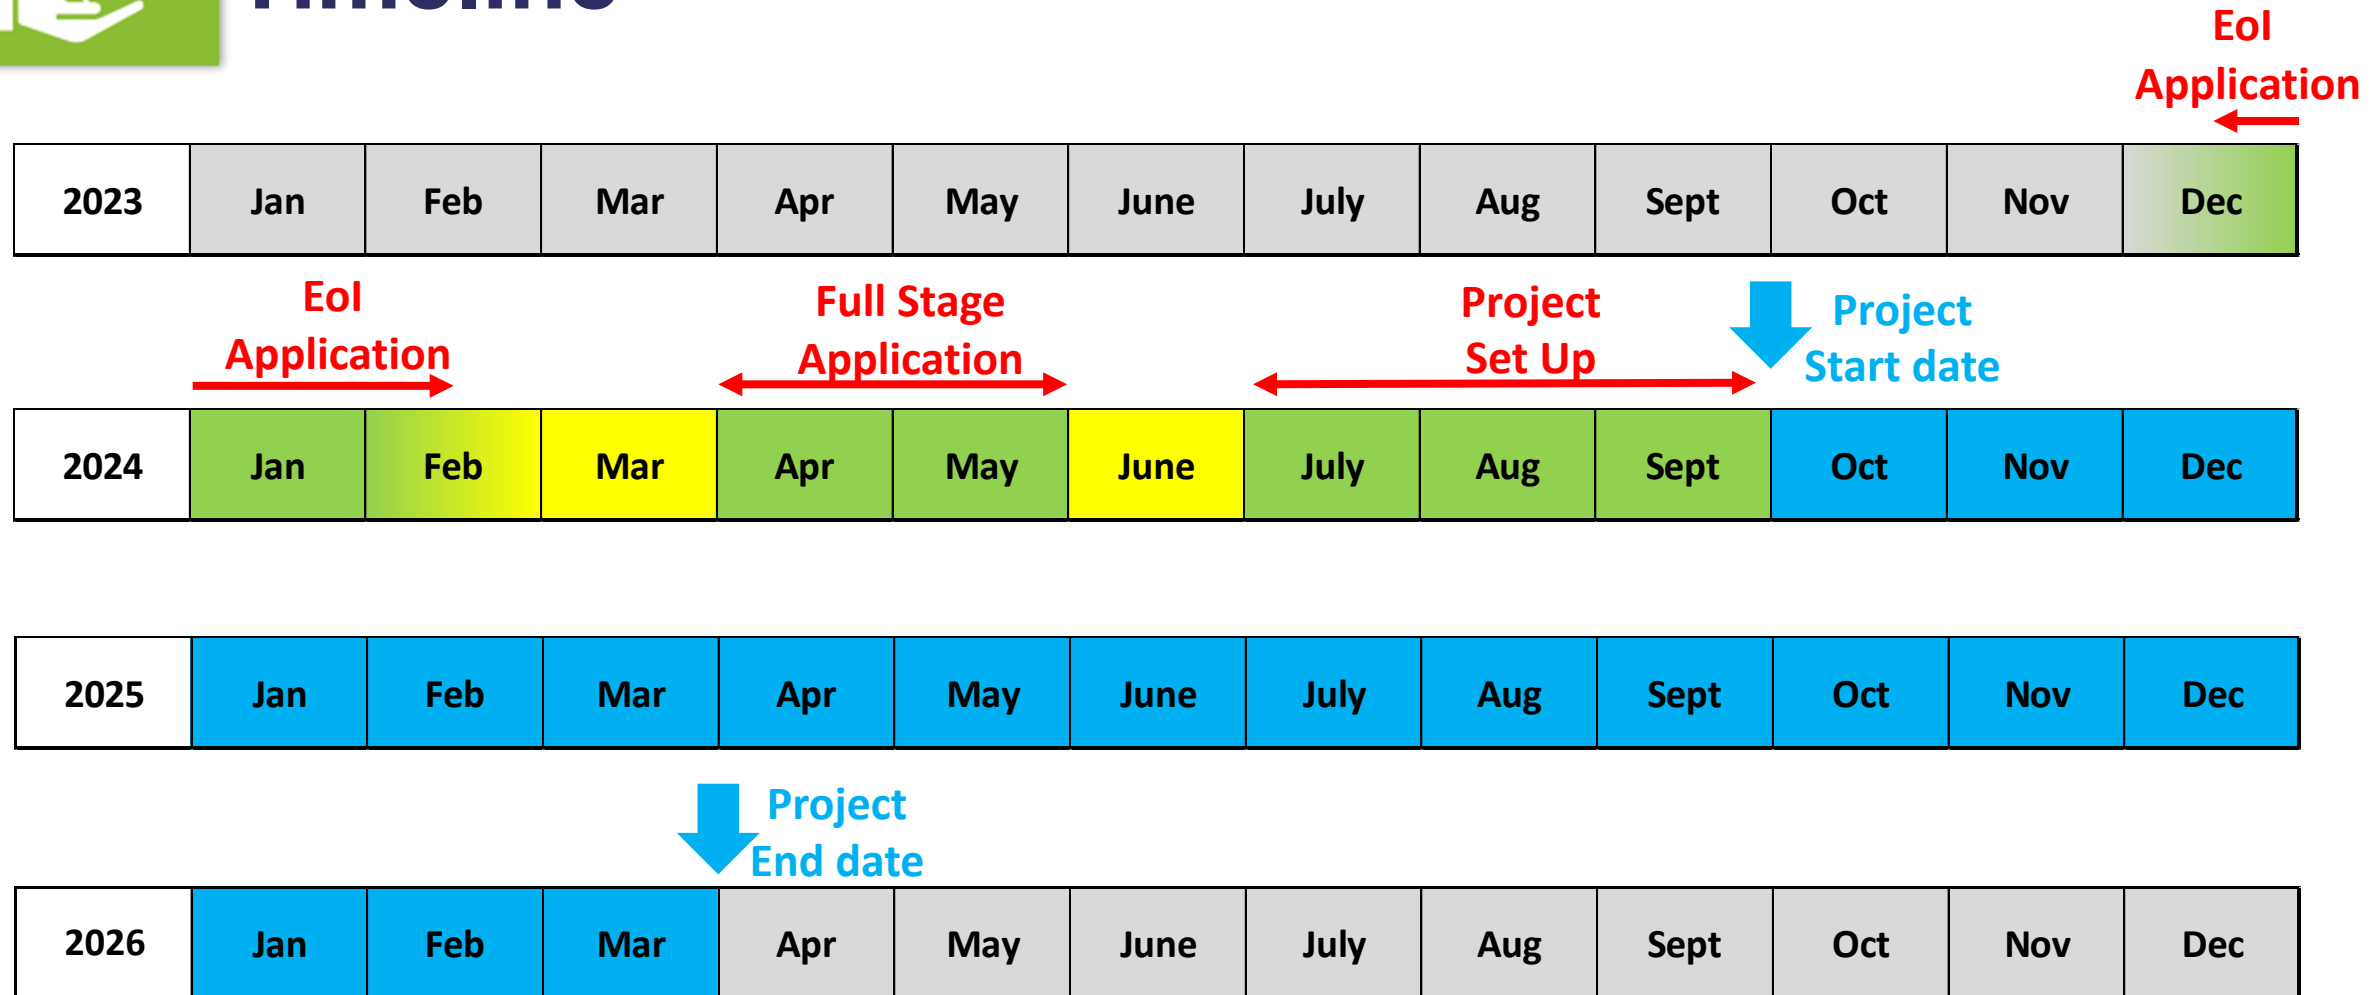 Timeline
EoI
Application
2023 Jan Feb Mar Apr May June July Aug Sept Oct Nov Dec
EoI
Application
Full Stage
Application
Project
Set Up
Project
Start date
2024 Jan Feb Mar Apr May June July Aug Sept Oct Nov Dec
2025 Jan Feb Mar Apr May June July Aug Sept Oct Nov Dec
Project
End date
2026 Jan Feb Mar Apr May June July Aug Sept Oct Nov Dec